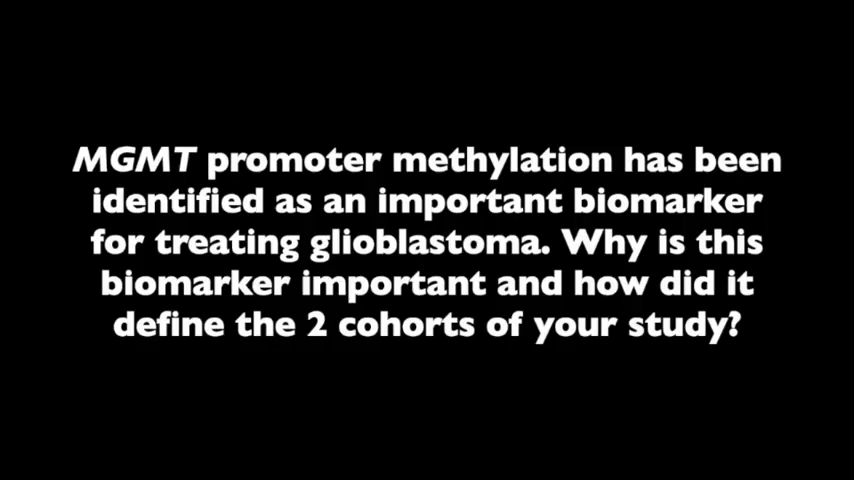 MGMT promoter methylation has been
identified as an important biomarker
for treating glioblastoma. Why is this
biomarker important and how did it
define the 2 cohorts of your study?